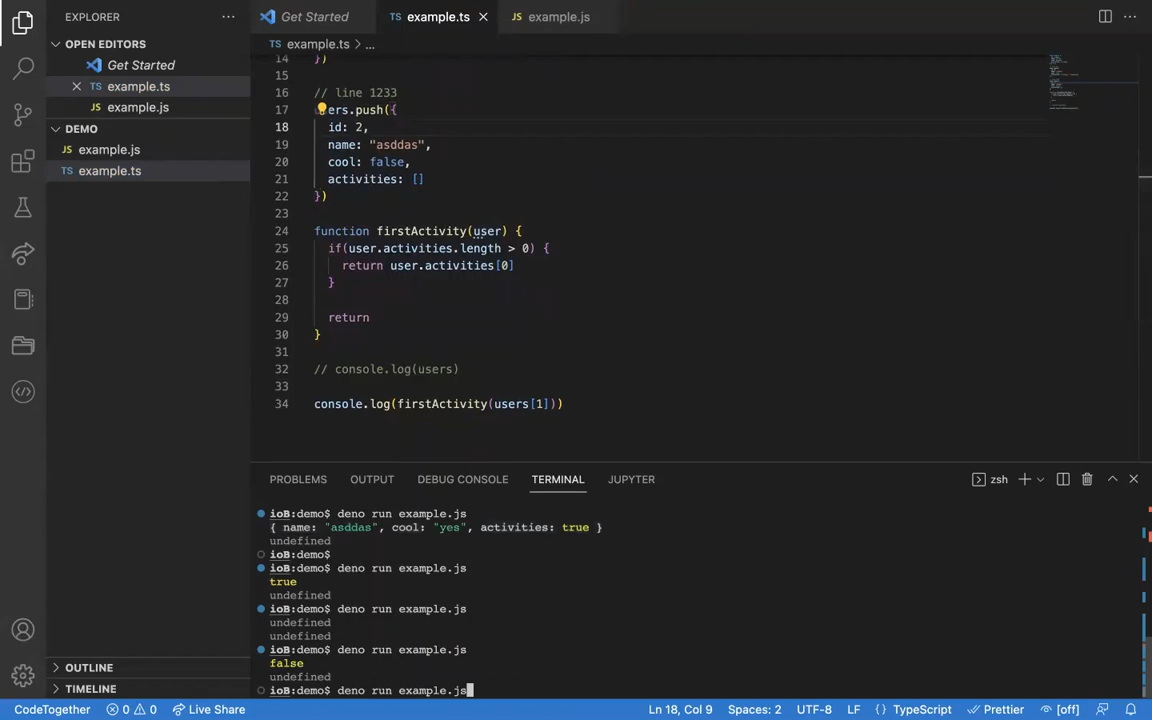 EXPLORER
Get Started
example.ts
example.js
OPEN EDITORS
Get Started
TS example.ts
JS example.js
DEMO
JS example.js
TS example.ts
OUTLINE
TIMELINE
TS example.ts > ...
14 })
15
16 // line 1233
17 ers.push({
18 id: 2,
19 name: "asddas",
20 cool: false,
21 activities: []
22 })
23
24 function firstActivity(user) {
25 if(user.activities.length > 0) {
26 return user.activities[0]
27 }
28
29 return
30 }
31
32 // console.log(users)
33
34 console.log(firstActivity(users[1]))
PROBLEMS OUTPUT DEBUG CONSOLE TERMINAL JUPYTER zsh
ioB:demo$ deno run example.js
{ name: "asddas", cool: "yes", activities: true }
undefined
ioB:demo$
ioB:demo$ deno run example.js
true
undefined
ioB:demo$ deno run example.js
undefined
undefined
ioB:demo$ deno run example.js
false
undefined
ioB:demo$ deno run example.js
CodeTogether 0 0 Live Share Ln 18, Col 9 Spaces: 2 UTF-8 LF {} TypeScript Prettier [off]